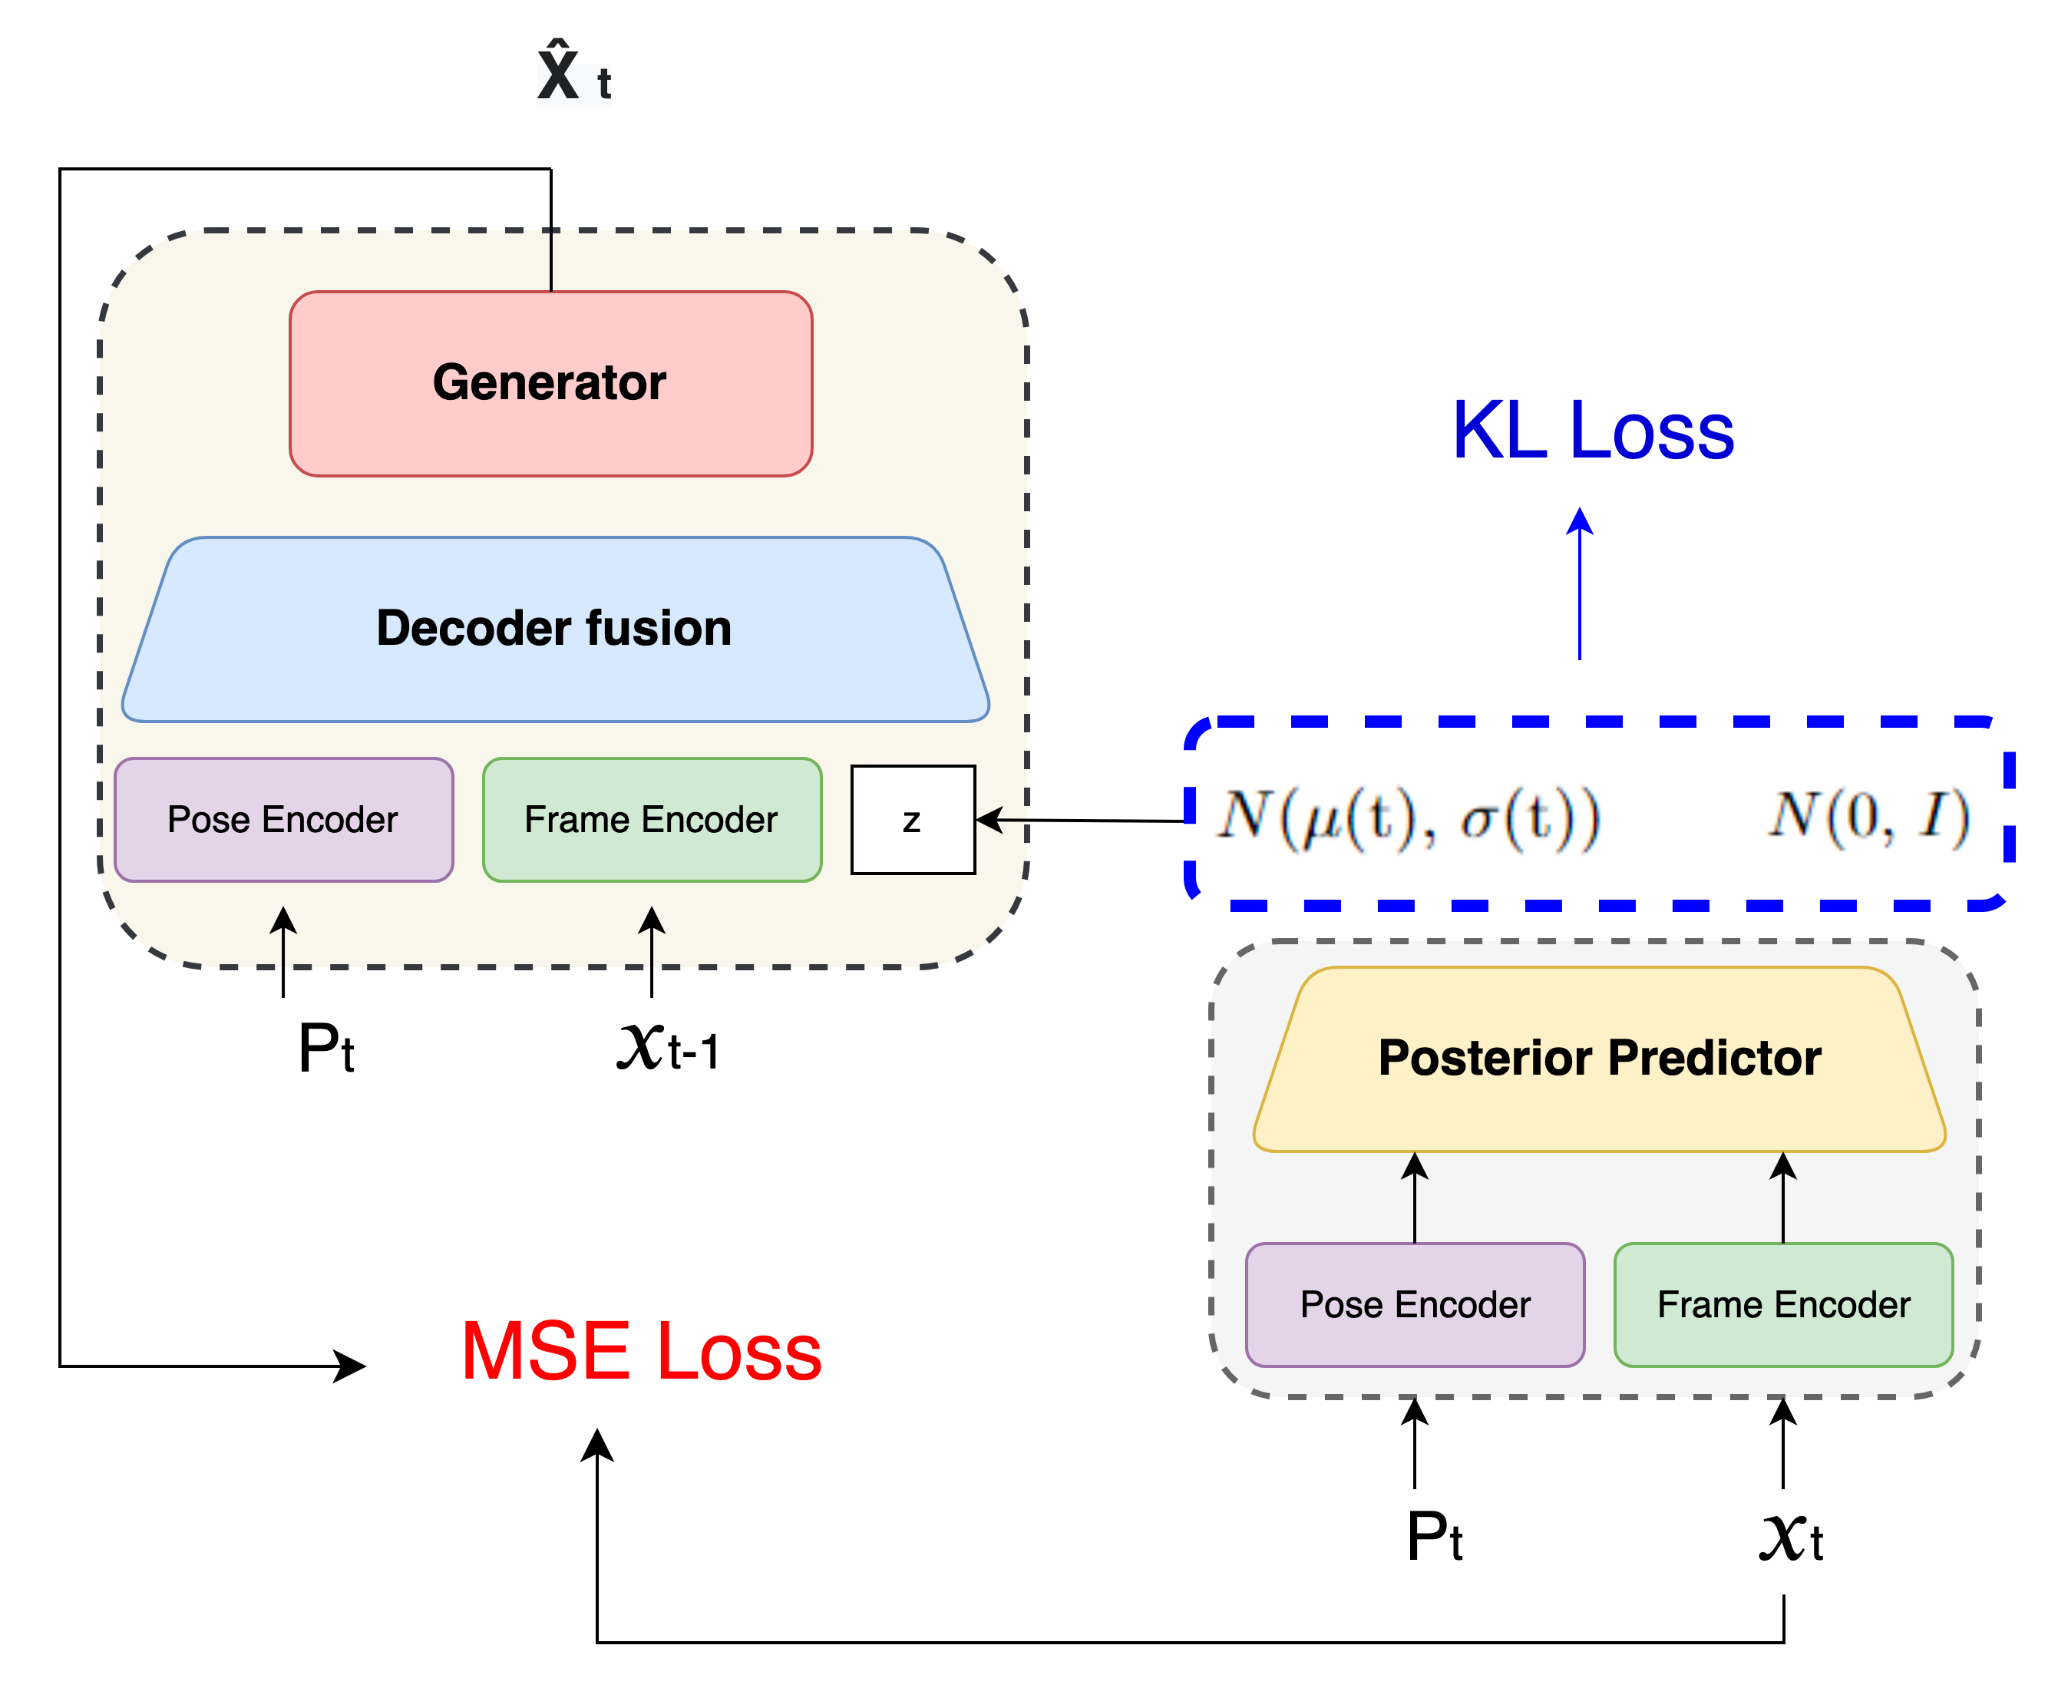 x̂ t
Generator
Decoder fusion
Pose Encoder
Frame Encoder
z
Pt
xt-1
KL Loss
N(μ(t), σ(t))
N(0, I)
Posterior Predictor
Pose Encoder
Frame Encoder
Pt
xt
MSE Loss